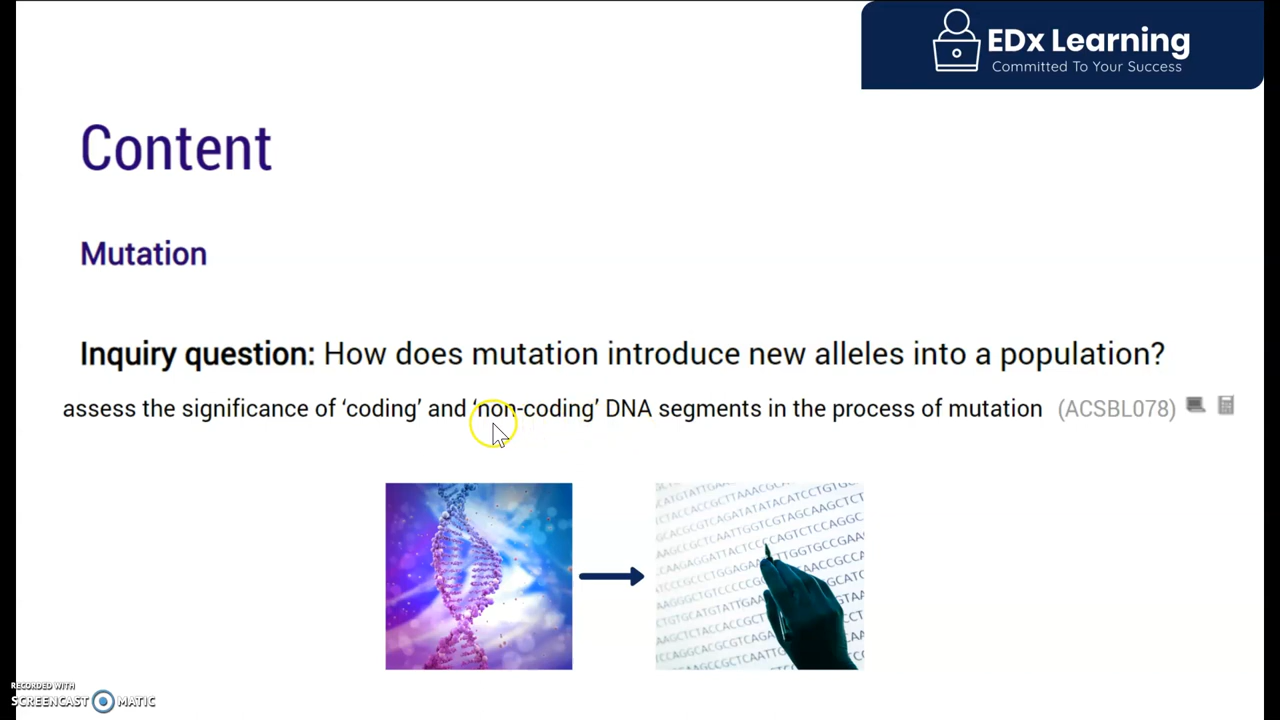 EDx Learning
Committed To Your Success
Content
Mutation
Inquiry question: How does mutation introduce new alleles into a population?
assess the significance of ‘coding’ and ‘non-coding’ DNA segments in the process of mutation (ACSBL078)
RECORDED WITH
SCREENCAST MATIC